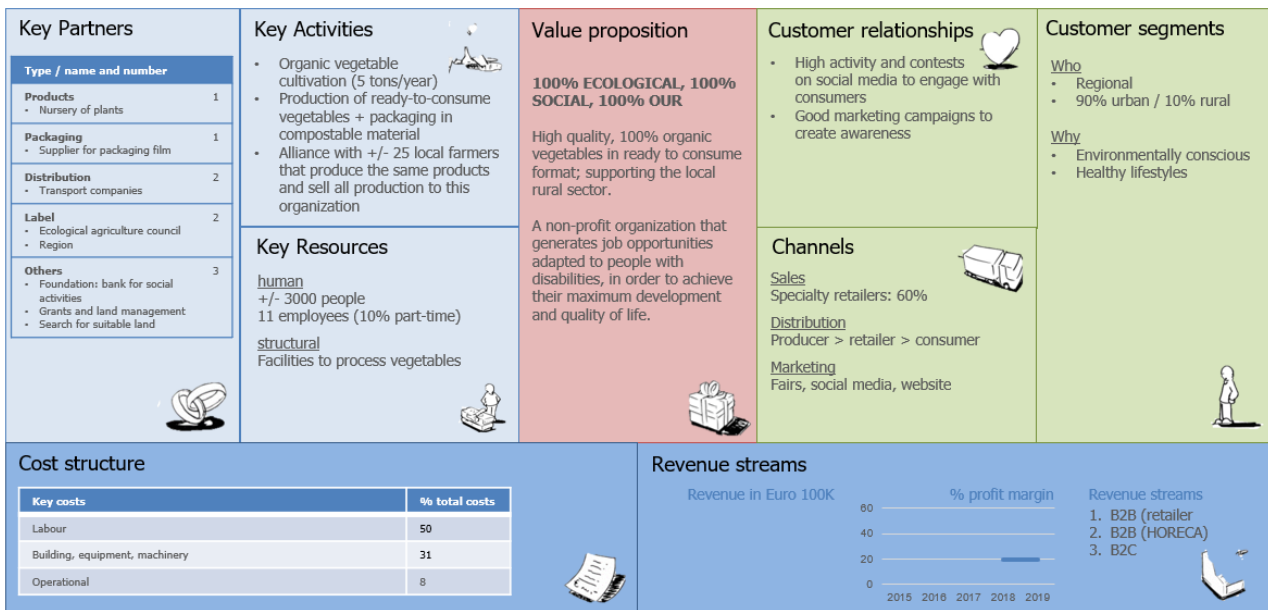 Key Partners
Type / name and number
Products 1
• Nursery of plants
Packaging 1
• Supplier for packaging film
Distribution 2
• Transport companies
Label 2
• Ecological agriculture council
• Region
Others 3
• Foundation: bank for social
activities
• Grants and land management
• Search for suitable land
Key Activities
• Organic vegetable
cultivation (5 tons/year)
• Production of ready-to-consume
vegetables + packaging in
compostable material
• Alliance with +/- 25 local farmers
that produce the same products
and sell all production to this
organization
Key Resources
human
+/- 3000 people
11 employees (10% part-time)
structural
Facilities to process vegetables
Value proposition
100% ECOLOGICAL, 100%
SOCIAL, 100% OUR
High quality, 100% organic
vegetables in ready to consume
format; supporting the local
rural sector.
A non-profit organization that
generates job opportunities
adapted to people with
disabilities, in order to achieve
their maximum development
and quality of life.
Customer relationships
• High activity and contests
on social media to engage with
consumers
• Good marketing campaigns to
create awareness
Channels
Sales
Specialty retailers: 60%
Distribution
Producer > retailer > consumer
Marketing
Fairs, social media, website
Customer segments
Who
• Regional
• 90% urban / 10% rural
Why
• Environmentally conscious
• Healthy lifestyles
Cost structure
Key costs % total costs
Labour 50
Building, equipment, machinery 31
Operational 8
Revenue streams
Revenue in Euro 100K
% profit margin
60
40
20
0
2015 2016 2017 2018 2019
Revenue streams
1. B2B (retailer
2. B2B (HORECA)
3. B2C